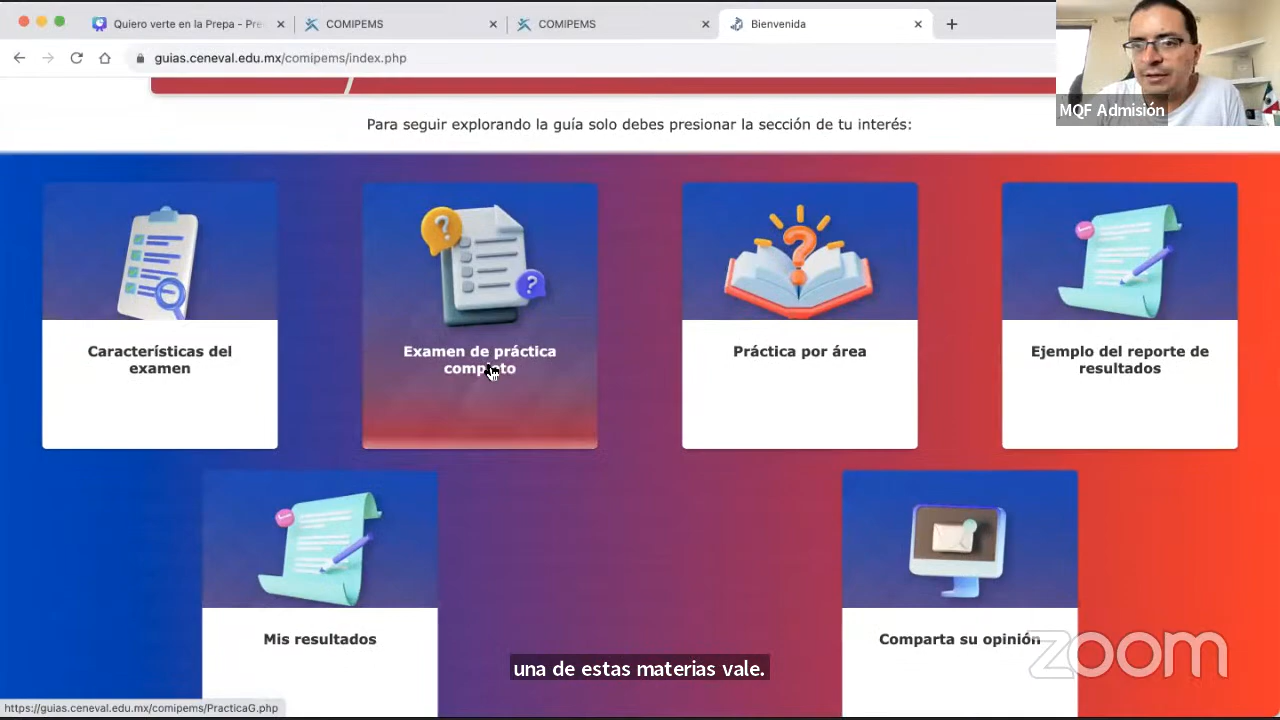 Quiero verte en la Prepa - Pre
COMIPEMS
COMIPEMS
Bienvenida
guias.ceneval.edu.mx/comipems/index.php
MQF Admisión
Para seguir explorando la guía solo debes presionar la sección de tu interés:
Características del
examen
Examen de práctica
completo
Práctica por área
Ejemplo del reporte de
resultados
Mis resultados
Comparta su opinión
zoom
una de estas materias vale.
https://guias.ceneval.edu.mx/comipems/PracticaG.php